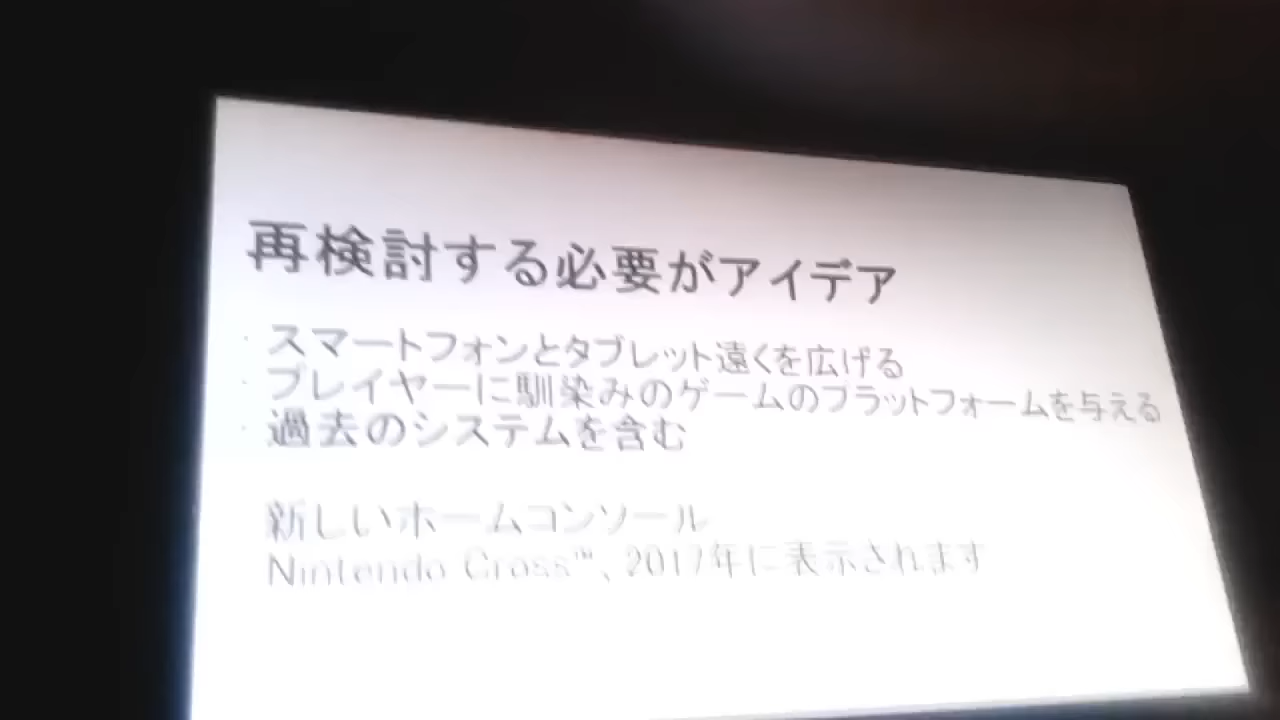 再検討する必要がアイデア
· スマートフォンとタブレット遠くを広げる
· プレイヤーに馴染みのゲームのプラットフォームを与える
· 過去のシステムを含む
新しいホームコンソール
Nintendo Cross™、2017年に表示されます